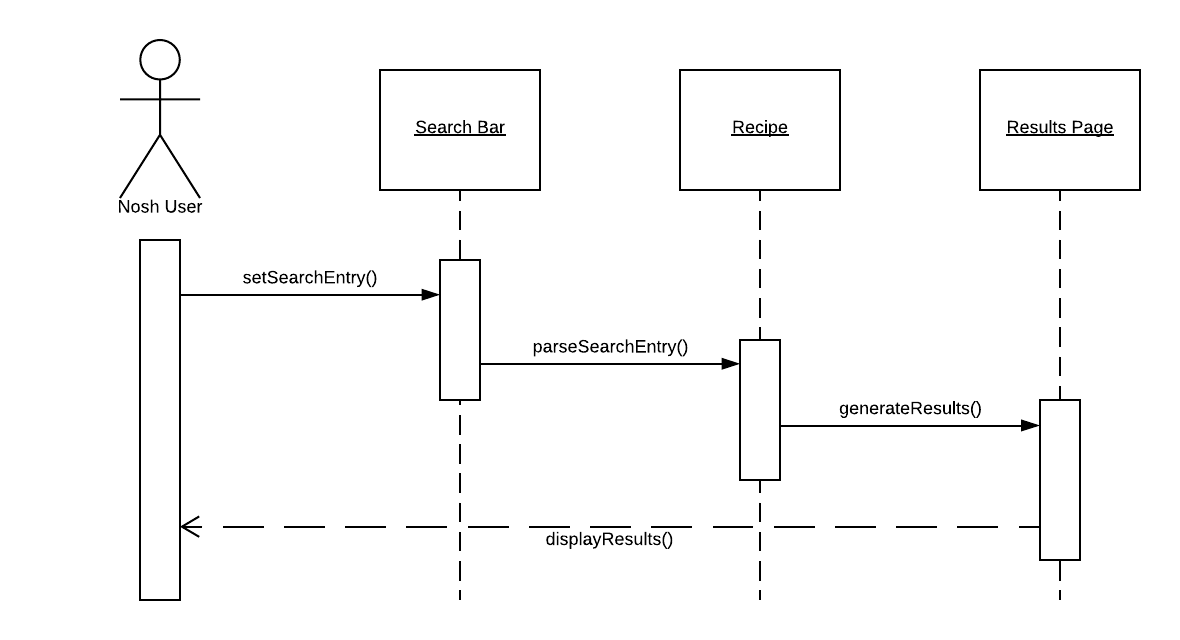 Search Bar
Recipe
Results Page
Nosh User
setSearchEntry()
parseSearchEntry()
generateResults()
displayResults()